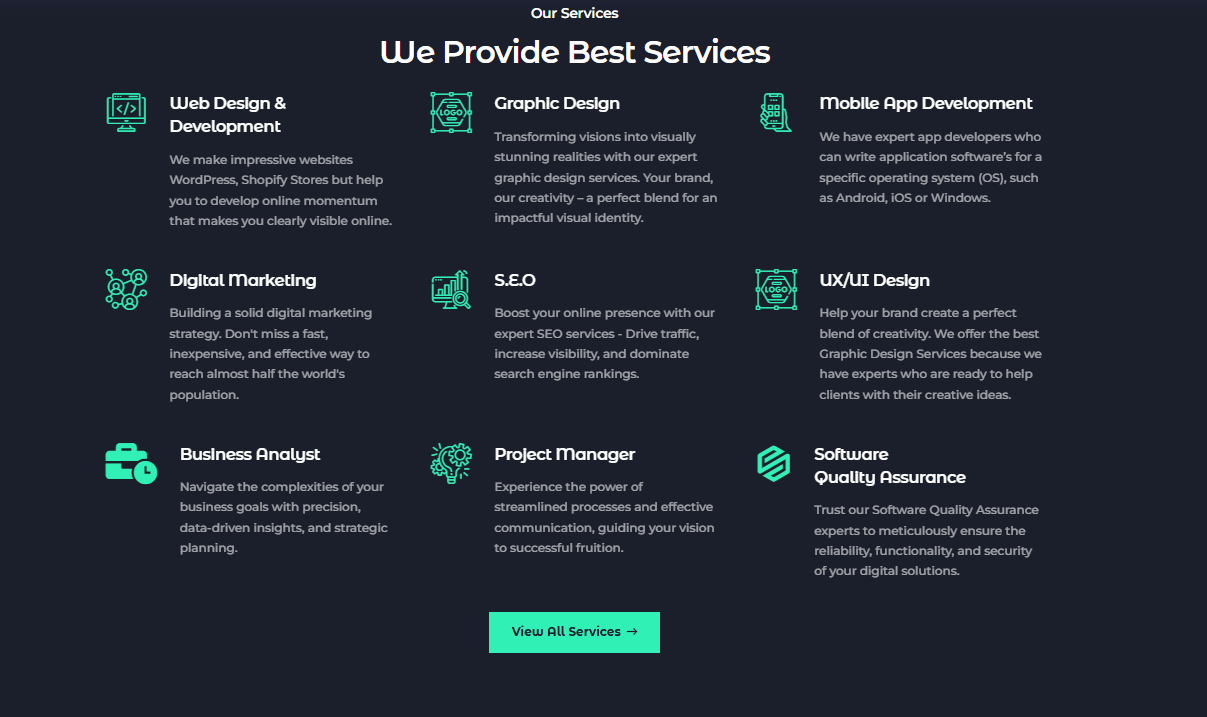 Our Services
We Provide Best Services
Web Design &
Development
We make impressive websites
WordPress, Shopify Stores but help
you to develop online momentum
that makes you clearly visible online.
LOGO
Graphic Design
Transforming visions into visually
stunning realities with our expert
graphic design services. Your brand,
our creativity – a perfect blend for an
impactful visual identity.
Mobile App Development
We have expert app developers who
can write application software's for a
specific operating system (OS), such
as Android, iOS or Windows.
Digital Marketing
Building a solid digital marketing
strategy. Don't miss a fast,
inexpensive, and effective way to
reach almost half the world's
population.
S.E.O
Boost your online presence with our
expert SEO services - Drive traffic,
increase visibility, and dominate
search engine rankings.
LOGO
UX/UI Design
Help your brand create a perfect
blend of creativity. We offer the best
Graphic Design Services because we
have experts who are ready to help
clients with their creative ideas.
Business Analyst
Navigate the complexities of your
business goals with precision,
data-driven insights, and strategic
planning.
Project Manager
Experience the power of
streamlined processes and effective
communication, guiding your vision
to successful fruition.
Software
Quality Assurance
Trust our Software Quality Assurance
experts to meticulously ensure the
reliability, functionality, and security
of your digital solutions.
View All Services →